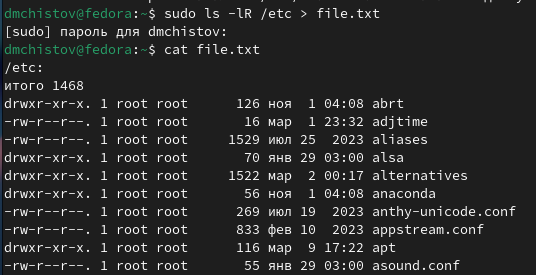 dmchistov@fedora:~$ sudo ls -lR /etc > file.txt
[sudo] пароль для dmchistov:
dmchistov@fedora:~$ cat file.txt
/etc:
итого 1468
drwxr-xr-x. 1 root root     126 ноя  1 04:08 abrt
-rw-r--r--. 1 root root      16 мар  1 23:32 adjtime
-rw-r--r--. 1 root root    1529 июл 25  2023 aliases
drwxr-xr-x. 1 root root      70 янв 29 03:00 alsa
drwxr-xr-x. 1 root root    1522 мар  2 00:17 alternatives
drwxr-xr-x. 1 root root      56 ноя  1 04:08 anaconda
-rw-r--r--. 1 root root     269 июл 19  2023 anthy-unicode.conf
-rw-r--r--. 1 root root     833 фев 10  2023 appstream.conf
drwxr-xr-x. 1 root root     116 мар  9 17:22 apt
-rw-r--r--. 1 root root      55 янв 29 03:00 asound.conf